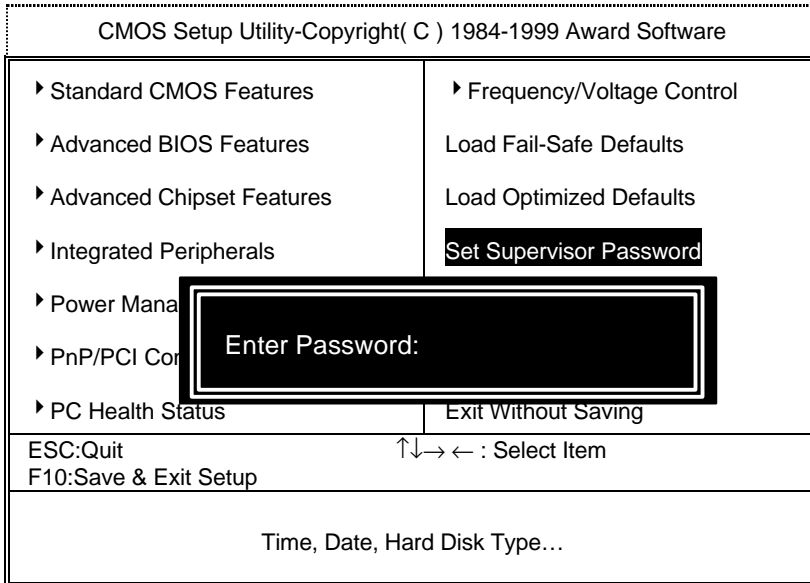 CMOS Setup Utility-Copyright( C ) 1984-1999 Award Software
Standard CMOS Features
Advanced BIOS Features
Advanced Chipset Features
Integrated Peripherals
Power Mana
PnP/PCI Con
PC Health Status
Frequency/Voltage Control
Load Fail-Safe Defaults
Load Optimized Defaults
Set Supervisor Password
Enter Password:
Exit Without Saving
ESC:Quit ↑↓→ ← : Select Item
F10:Save & Exit Setup
Time, Date, Hard Disk Type…